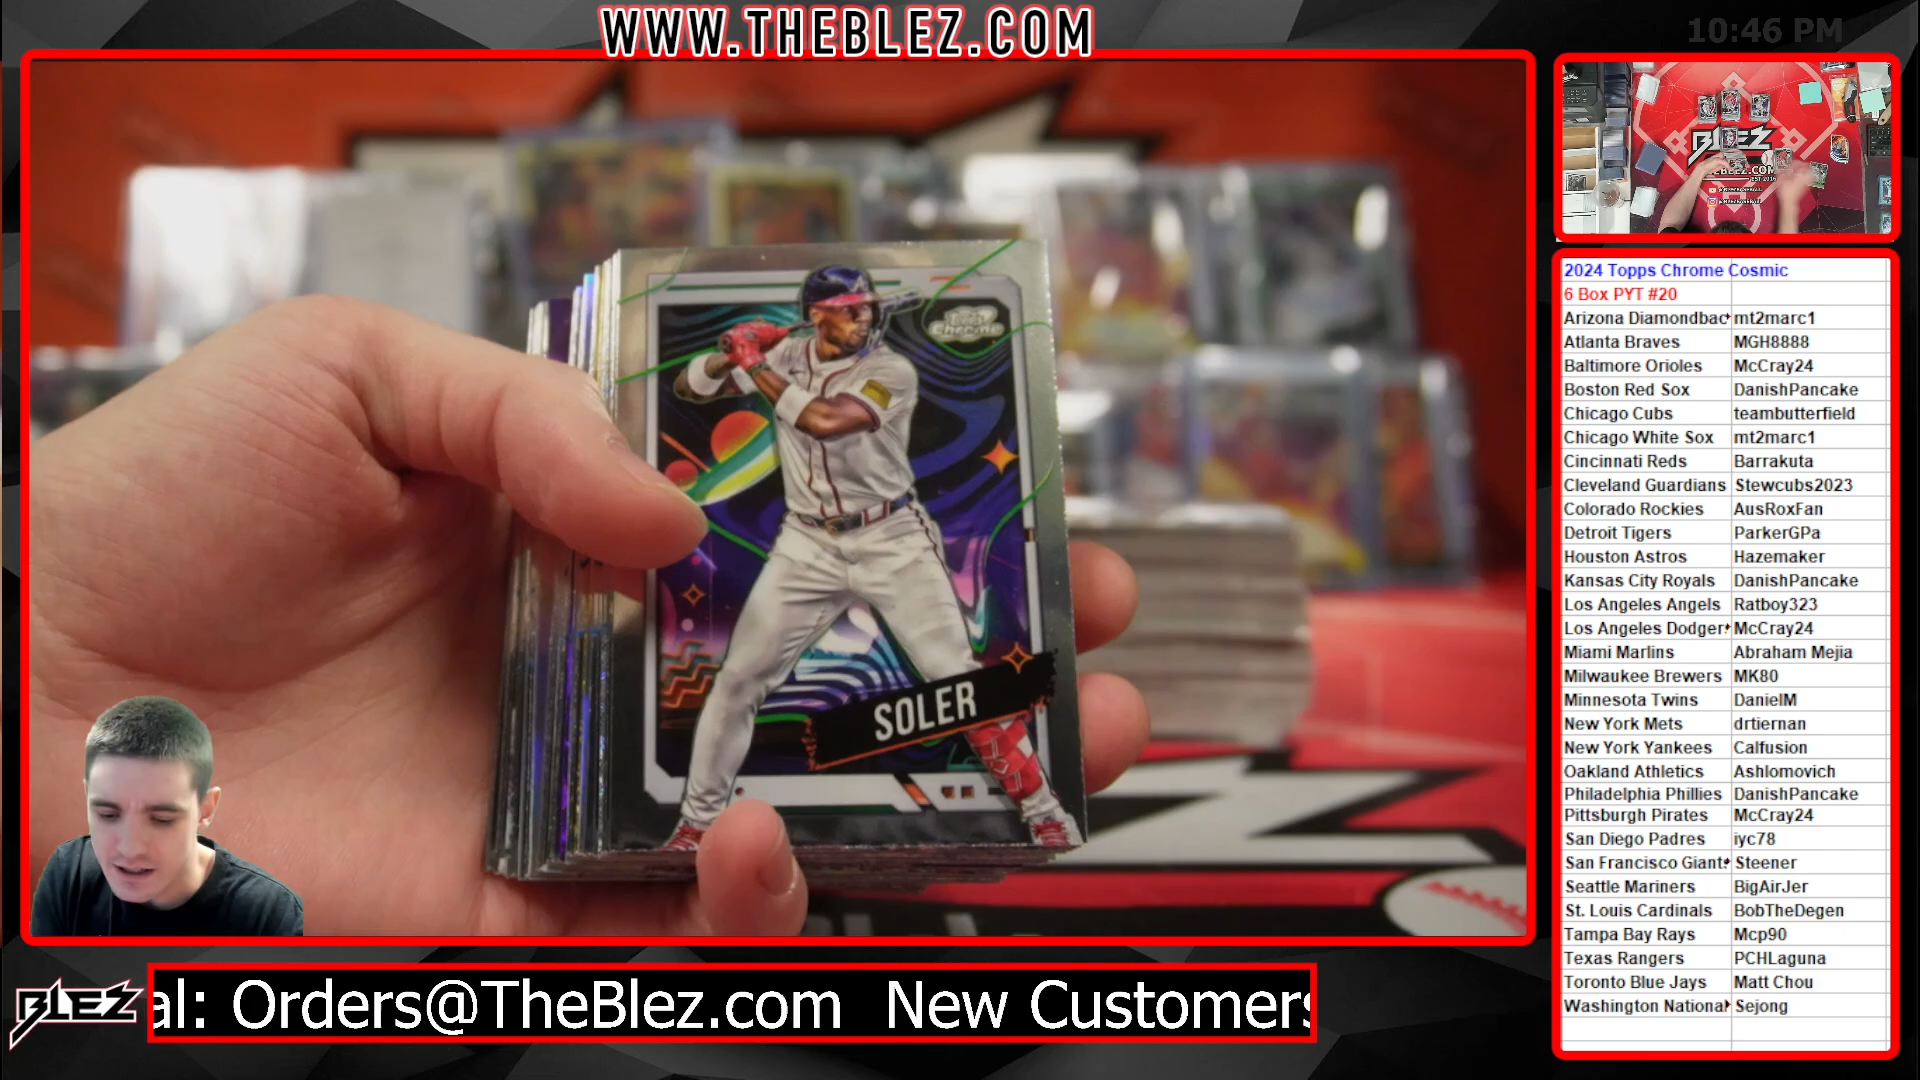 WWW.THEBLEZ.COM
10:46 PM
Topps
Chrome
SOLER
BLEZ
2024 Topps Chrome Cosmic
6 Box PYT #20
Arizona Diamondbac mt2marc1
Atlanta Braves MGH8888
Baltimore Orioles McCray24
Boston Red Sox DanishPancake
Chicago Cubs teambutterfield
Chicago White Sox mt2marc1
Cincinnati Reds Barrakuta
Cleveland Guardians Stewcubs2023
Colorado Rockies AusRoxFan
Detroit Tigers ParkerGPa
Houston Astros Hazemaker
Kansas City Royals DanishPancake
Los Angeles Angels Ratboy323
Los Angeles Dodger McCray24
Miami Marlins Abraham Mejia
Milwaukee Brewers MK80
Minnesota Twins DanielM
New York Mets drtiernan
New York Yankees Calfusion
Oakland Athletics Ashlomovich
Philadelphia Phillies DanishPancake
Pittsburgh Pirates McCray24
San Diego Padres iyc78
San Francisco Giant Steener
Seattle Mariners BigAirJer
St. Louis Cardinals BobTheDegen
Tampa Bay Rays Mcp90
Texas Rangers PCHLaguna
Toronto Blue Jays Matt Chou
Washington National Sejong
BLEZ
al: Orders@TheBlez.com New Customers